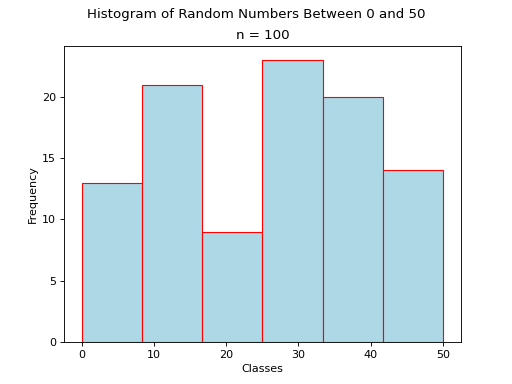 Histogram of Random Numbers Between 0 and 50
n = 100
Frequency
20
15
10
5
0
0 10 20 30 40 50
Classes